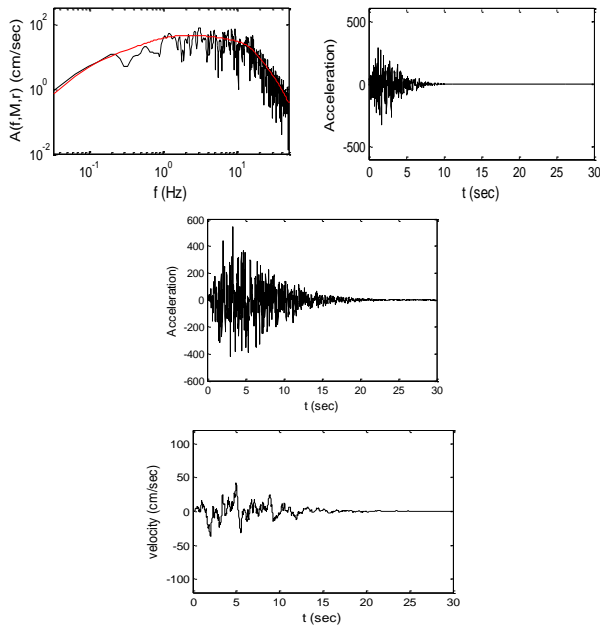 A(f,M,r) (cm/sec)
10^2
10^0
10^-2
10^-1
10^0
10^1
f (Hz)
Acceleration)
500
0
-500
0 5 10 15 20 25 30
t (sec)
Acceleration)
600
400
200
0
-200
-400
-600
0 5 10 15 20 25 30
t (sec)
velocity (cm/sec)
100
50
0
-50
-100
0 5 10 15 20 25 30
t (sec)